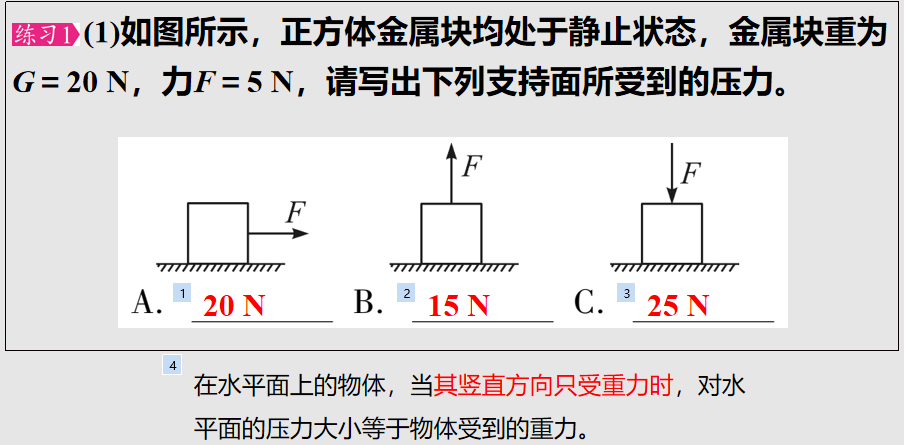 练习1 (1)如图所示，正方体金属块均处于静止状态，金属块重为
G = 20 N，力F = 5 N，请写出下列支持面所受到的压力。
F
F
F
A. 1 20 N B. 2 15 N C. 3 25 N
4
在水平面上的物体，当其竖直方向只受重力时，对水
平面的压力大小等于物体受到的重力。